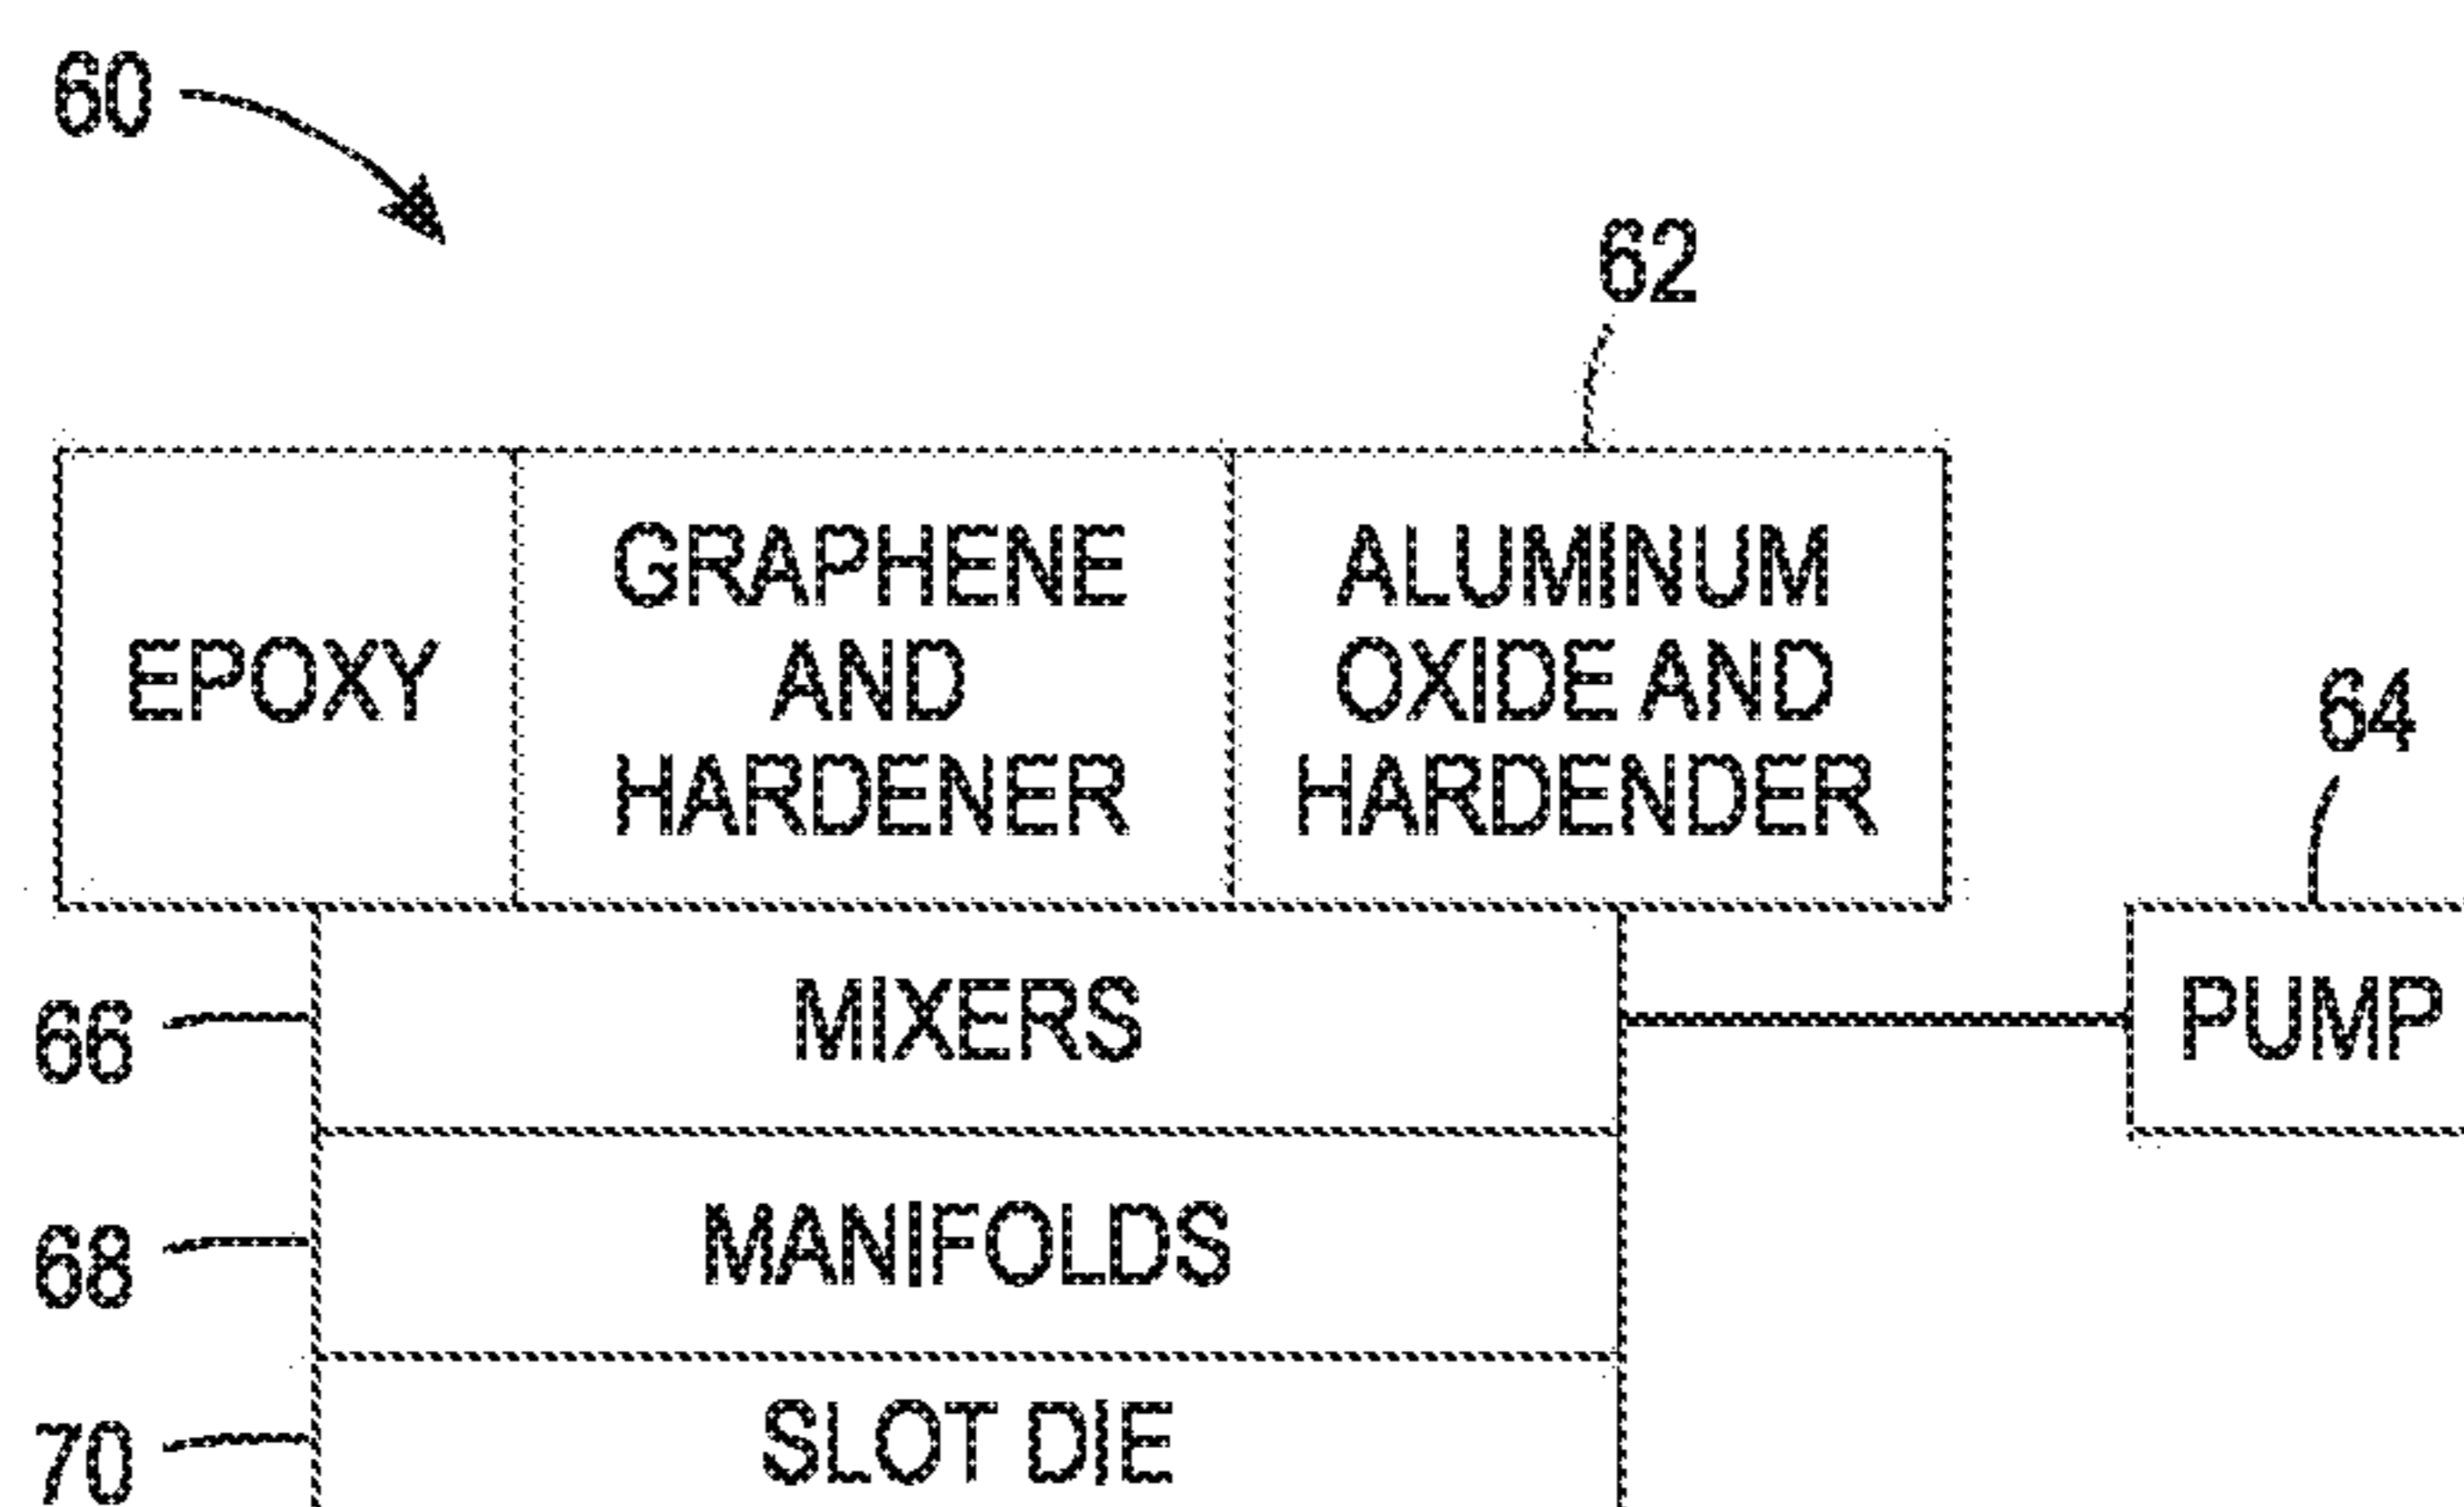 60
62
EPOXY
GRAPHENE
AND
HARDENER
ALUMINUM
OXIDE AND
HARDENDER
64
66
MIXERS
PUMP
68
MANIFOLDS
70
SLOT DIE